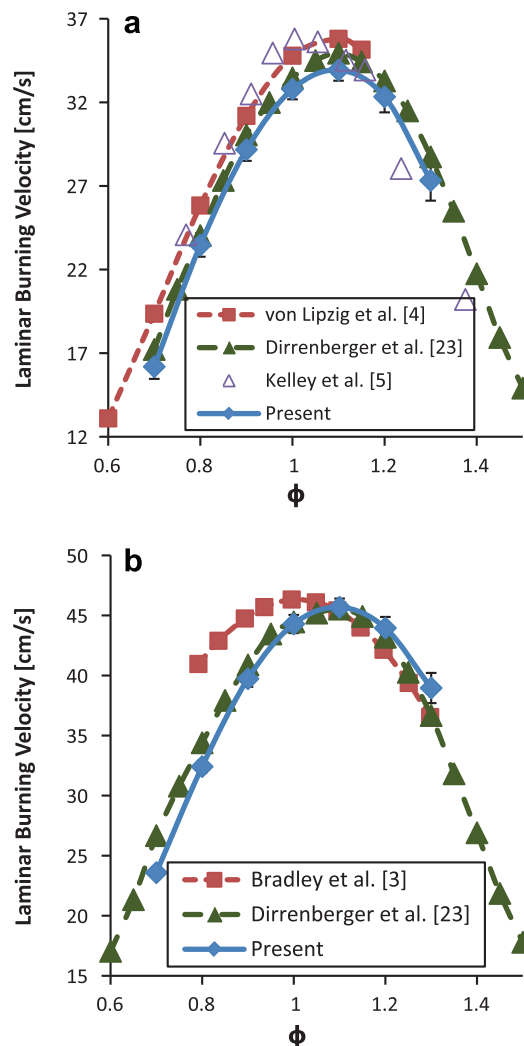 a
37
32
27
22
17
12
Laminar Burning Velocity [cm/s]
von Lipzig et al. [4]
Dirrenberger et al. [23]
Kelley et al. [5]
Present
0.6 0.8 1 1.2 1.4
ϕ
b
50
45
40
35
30
25
20
15
Laminar Burning Velocity [cm/s]
Bradley et al. [3]
Dirrenberger et al. [23]
Present
0.6 0.8 1 1.2 1.4
ϕ